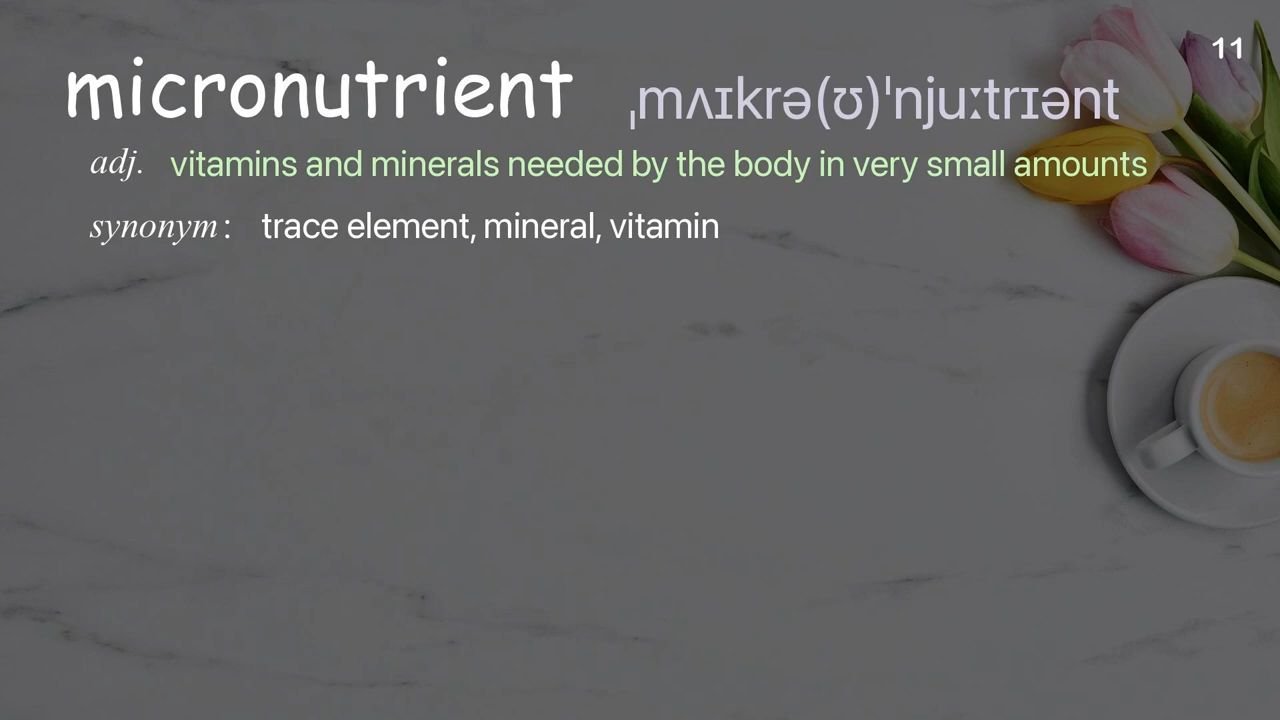 11
micronutrient ˌmʌɪkrə(ʊ)ˈnjuːtrɪənt
adj. vitamins and minerals needed by the body in very small amounts
synonym: trace element, mineral, vitamin